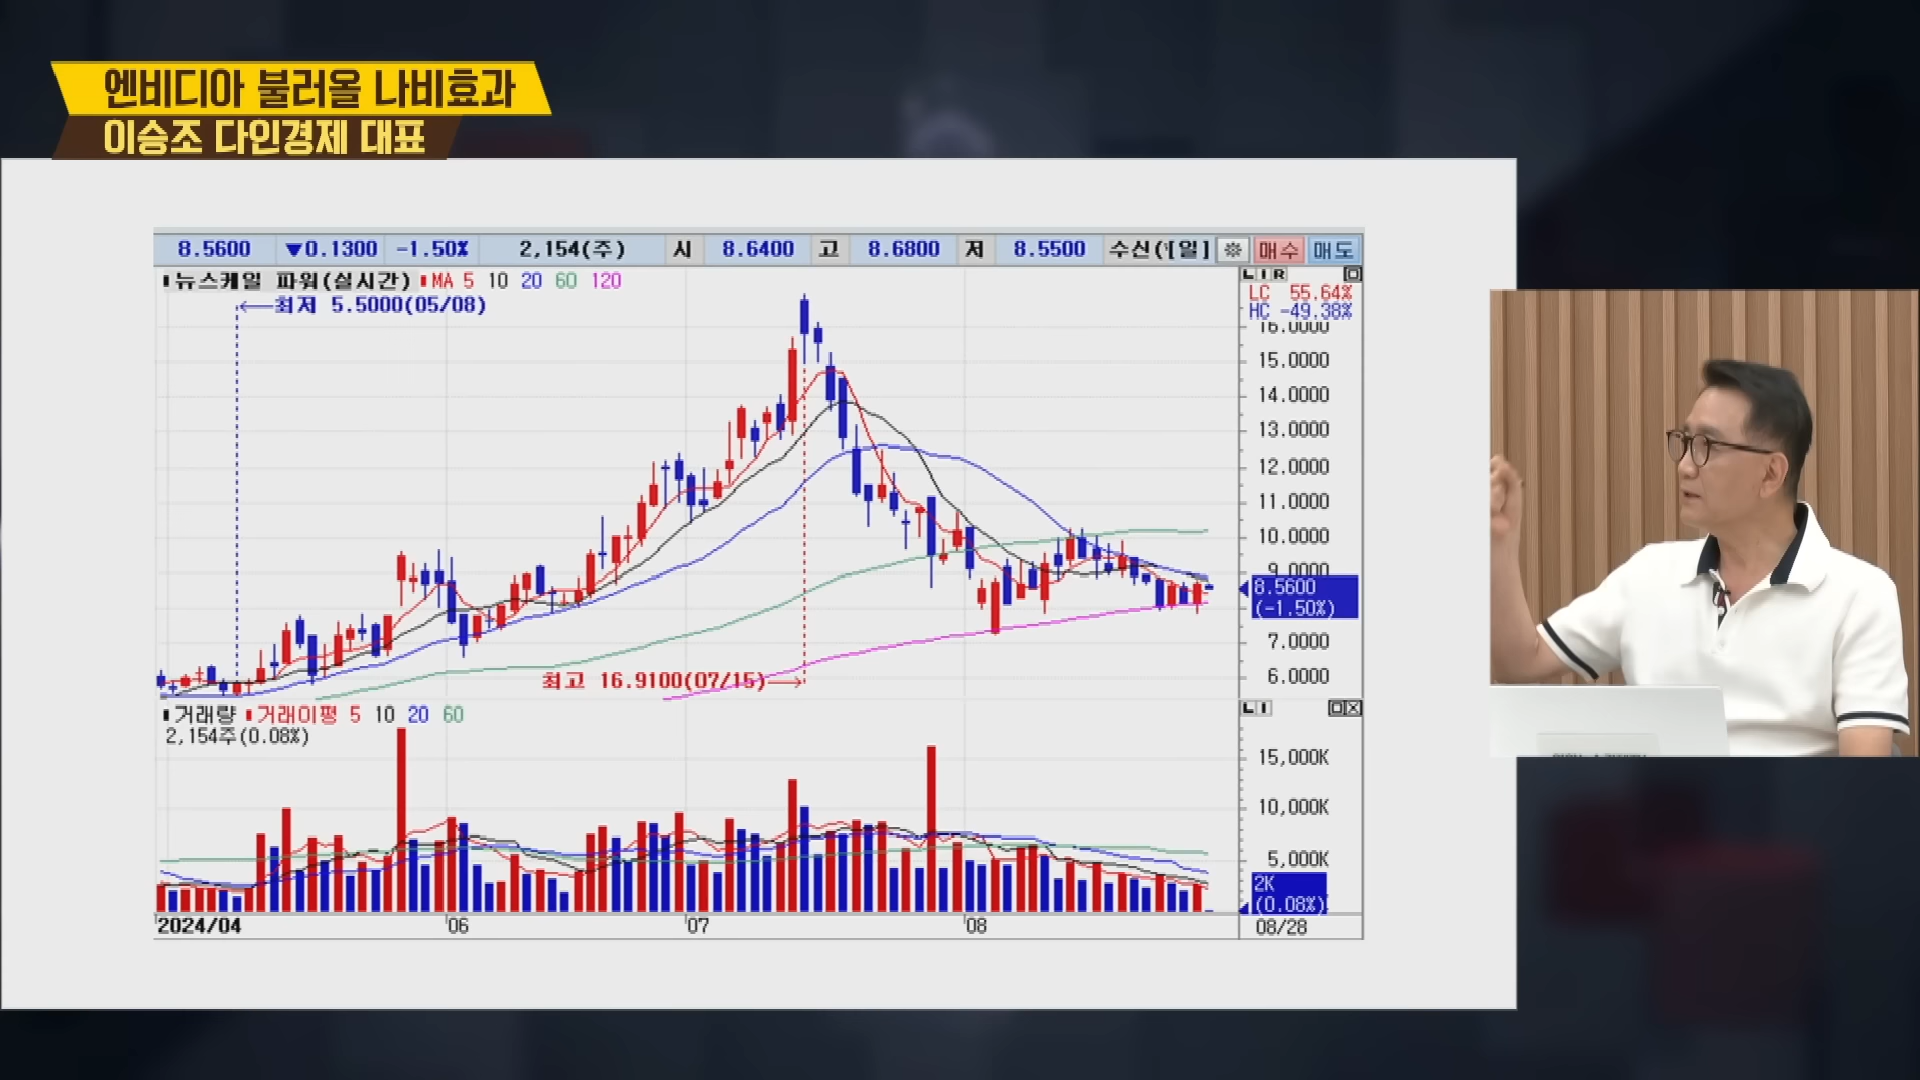 엔비디아 불러올 나비효과
이승조 다인경제 대표
8.5600 ▼0.1300 -1.50% 2,154(주) 시 8.6400 고 8.6800 저 8.5500 수신 [일] 매수 매도
뉴스케일 파워(실시간) MA 5 10 20 60 120
L I R
←최저 5.5000(05/08)
LC 55.64%
HC -49.38%
16.0000
15.0000
14.0000
13.0000
12.0000
11.0000
10.0000
9.0000
8.5600
(-1.50%)
7.0000
6.0000
최고 16.9100(07/15)→
거래량 거래이평 5 10 20 60
L I
2,154주(0.08%)
15,000K
10,000K
5,000K
2K
(0.08%)
2024/04 06 07 08 08/28